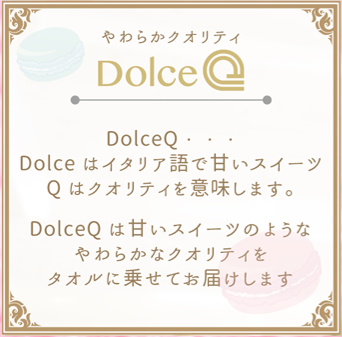 やわらかクオリティ
Dolce Q
DolceQ・・・
Dolce はイタリア語で甘いスイーツ
Q はクオリティを意味します。
DolceQ は甘いスイーツのような
やわらかなクオリティを
タオルに乗せてお届けします